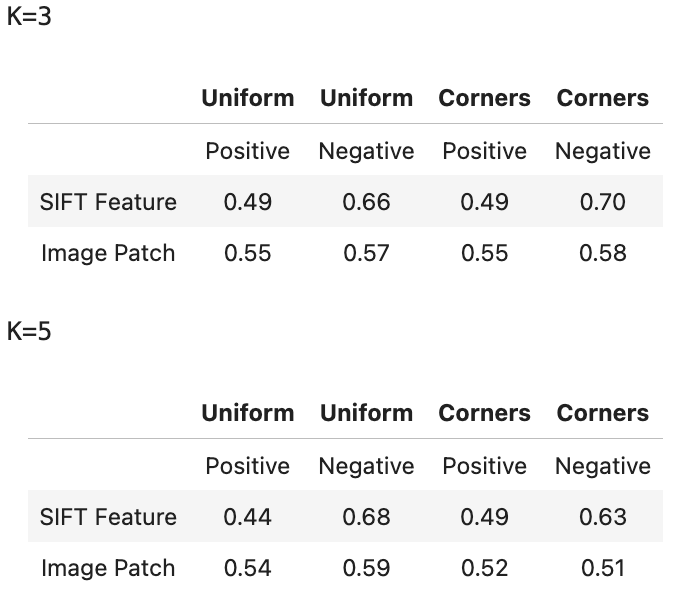 K=3
Uniform Uniform Corners Corners
Positive Negative Positive Negative
SIFT Feature 0.49 0.66 0.49 0.70
Image Patch 0.55 0.57 0.55 0.58
K=5
Uniform Uniform Corners Corners
Positive Negative Positive Negative
SIFT Feature 0.44 0.68 0.49 0.63
Image Patch 0.54 0.59 0.52 0.51